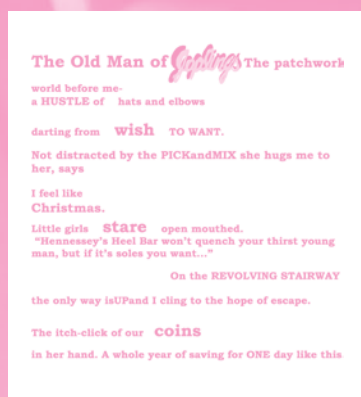 The Old Man of Joplings The patchwork
world before me-
a HUSTLE of hats and elbows
darting from wish TO WANT.
Not distracted by the PICKandMIX she hugs me to
her, says
I feel like
Christmas.
Little girls stare open mouthed.
“Hennessey’s Heel Bar won’t quench your thirst young
man, but if it’s soles you want...”
On the REVOLVING STAIRWAY
the only way isUPand I cling to the hope of escape.
The itch-click of our coins
in her hand. A whole year of saving for ONE day like this